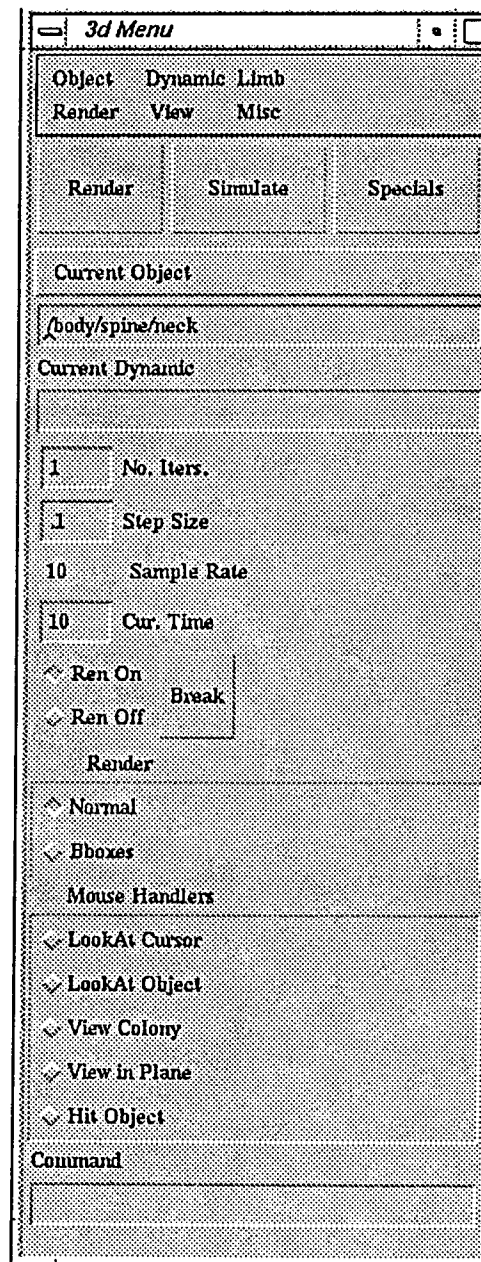 3d Menu
Object Dynamic Limb
Render View Misc
Render Simulate Specials
Current Object
/body/spine/neck
Current Dynamic
1 No. Iters.
.1 Step Size
10 Sample Rate
10 Cur. Time
Ren On
Break
Ren Off
Render
Normal
Bboxes
Mouse Handlers
LookAt Cursor
LookAt Object
View Colony
View in Plane
Hit Object
Command